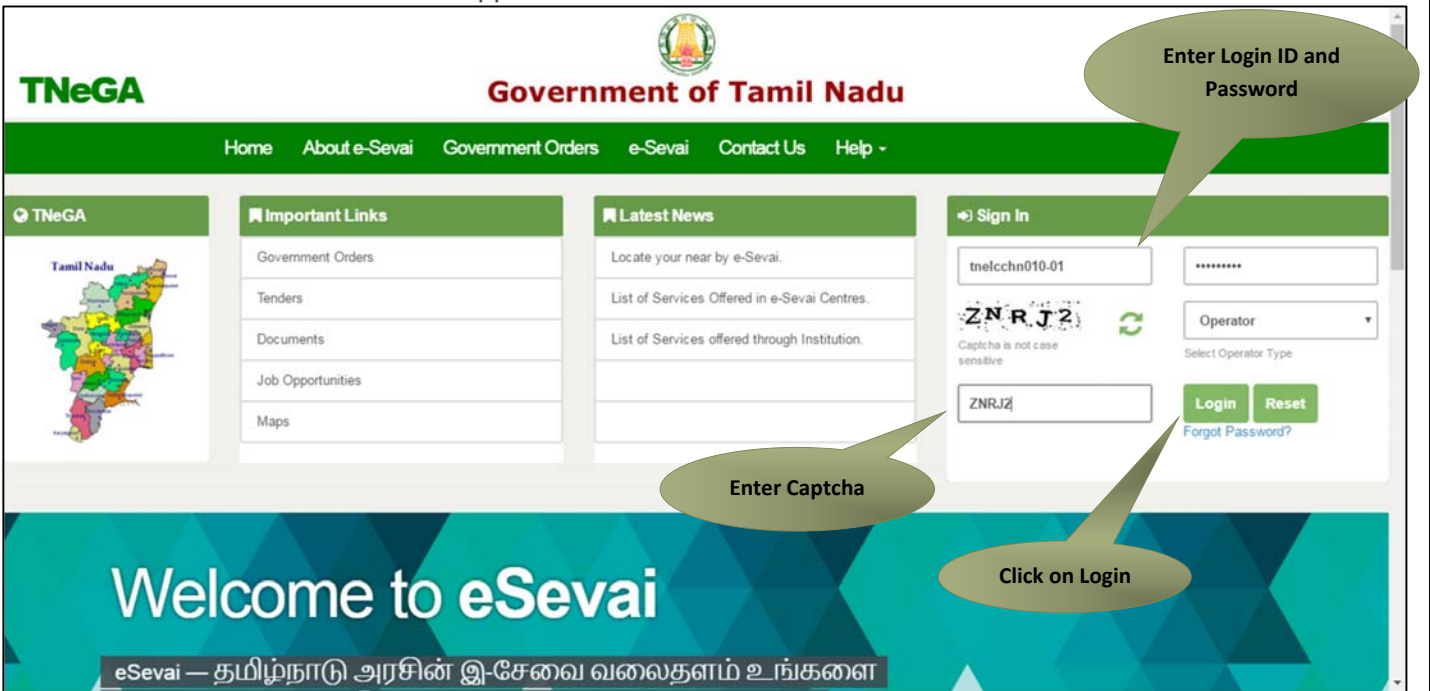 Government of Tamil Nadu
TNeGA
Enter Login ID and
Password
Home About e-Sevai Government Orders e-Sevai Contact Us Help
TNeGA
Tamil Nadu
Important Links
Government Orders
Tenders
Documents
Job Opportunities
Maps
Latest News
Locate your near by e-Sevai.
List of Services Offered in e-Sevai Centres.
List of Services offered through Institution.
Sign In
tnelcchn010-01
•••••••••
ZNRJ2
Captcha is not case
sensitive
Operator
Select Operator Type
ZNRJ2
Login Reset
Forgot Password?
Enter Captcha
Click on Login
Welcome to eSevai
eSevai — தமிழ்நாடு அரசின் இ-சேவை வலைதளம் உங்களை